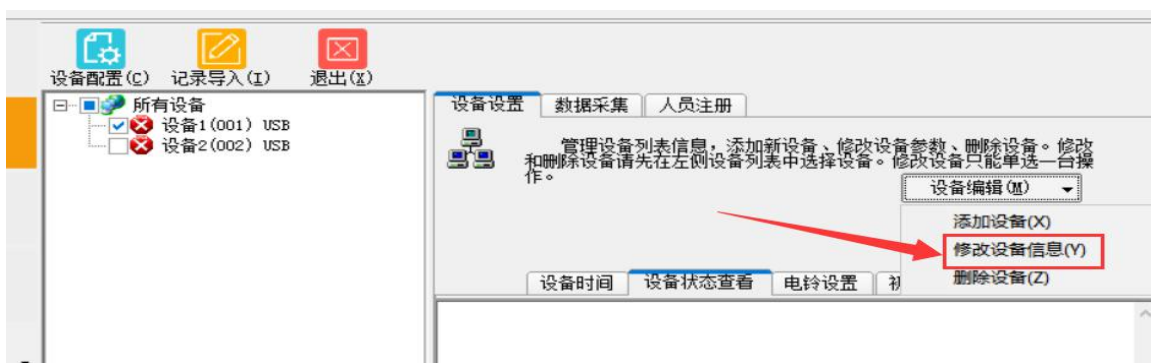 设备配置(C) 记录导入(I) 退出(X)
所有设备
设备1(001) USB
设备2(002) USB
设备设置 数据采集 人员注册
管理设备列表信息，添加新设备、修改设备参数、删除设备。修改
和删除设备请先在左侧设备列表中选择设备。修改设备只能单选一台操
作。
设备编辑(M)
添加设备(X)
修改设备信息(Y)
删除设备(Z)
设备时间 设备状态查看 电铃设置 初